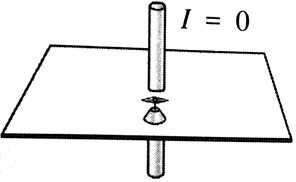 I = 0